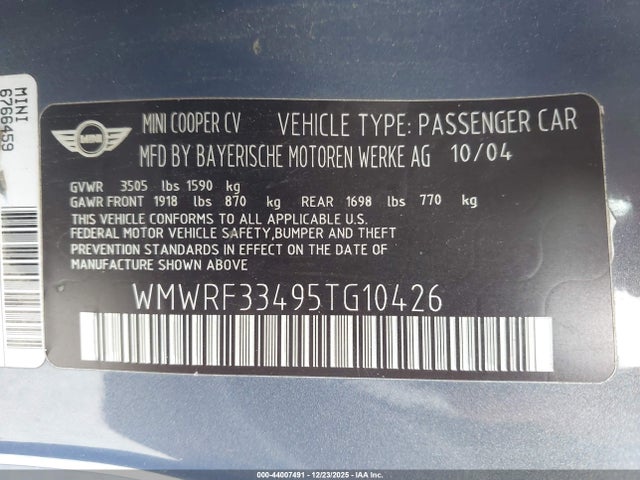 MINI
6766459
MINI
MINI COOPER CV VEHICLE TYPE: PASSENGER CAR
MFD BY BAYERISCHE MOTOREN WERKE AG 10/04
GVWR 3505 lbs 1590 kg
GAWR FRONT 1918 lbs 870 kg REAR 1698 lbs 770 kg
THIS VEHICLE CONFORMS TO ALL APPLICABLE U.S.
FEDERAL MOTOR VEHICLE SAFETY,BUMPER AND THEFT
PREVENTION STANDARDS IN EFFECT ON THE DATE OF
MANUFACTURE SHOWN ABOVE.
WMWRF33495TG10426
000-44007491 - 12/23/2025 - IAA Inc.